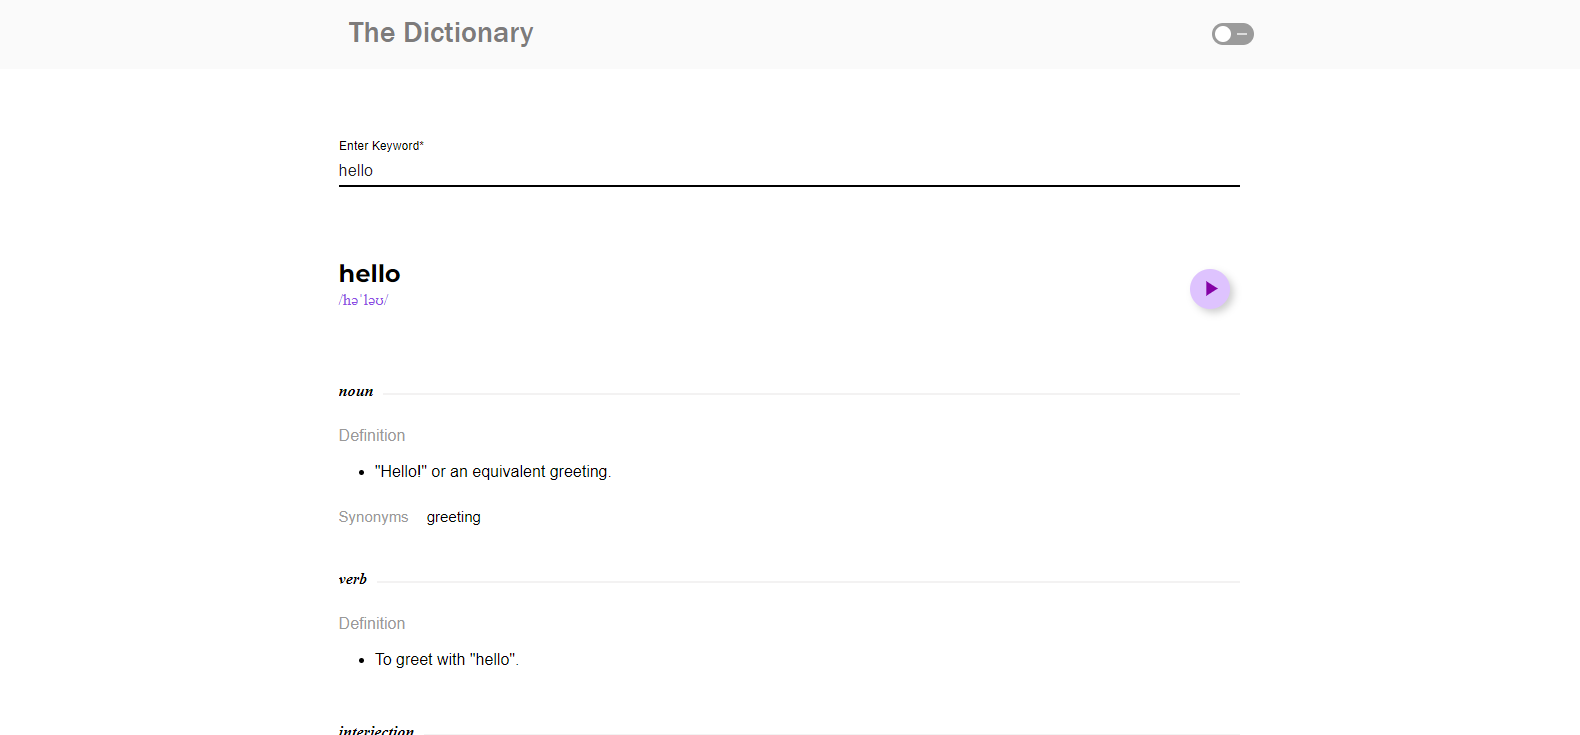 The Dictionary
Enter Keyword*
hello
hello
/həˈləʊ/
noun
Definition
"Hello!" or an equivalent greeting.
Synonyms greeting
verb
Definition
To greet with "hello".
interjection